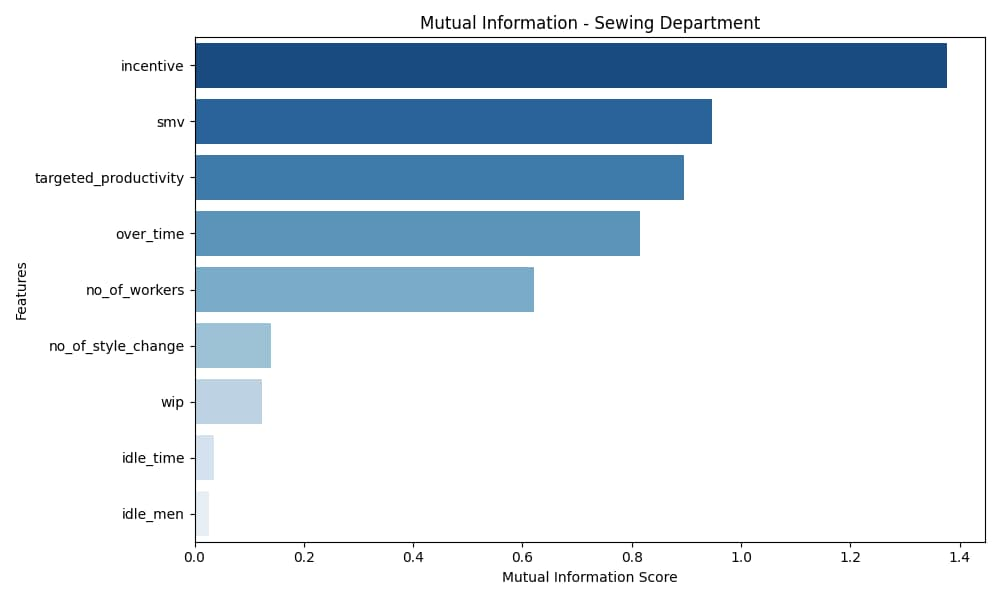 Mutual Information - Sewing Department
Features
incentive
smv
targeted_productivity
over_time
no_of_workers
no_of_style_change
wip
idle_time
idle_men
0.0 0.2 0.4 0.6 0.8 1.0 1.2 1.4
Mutual Information Score